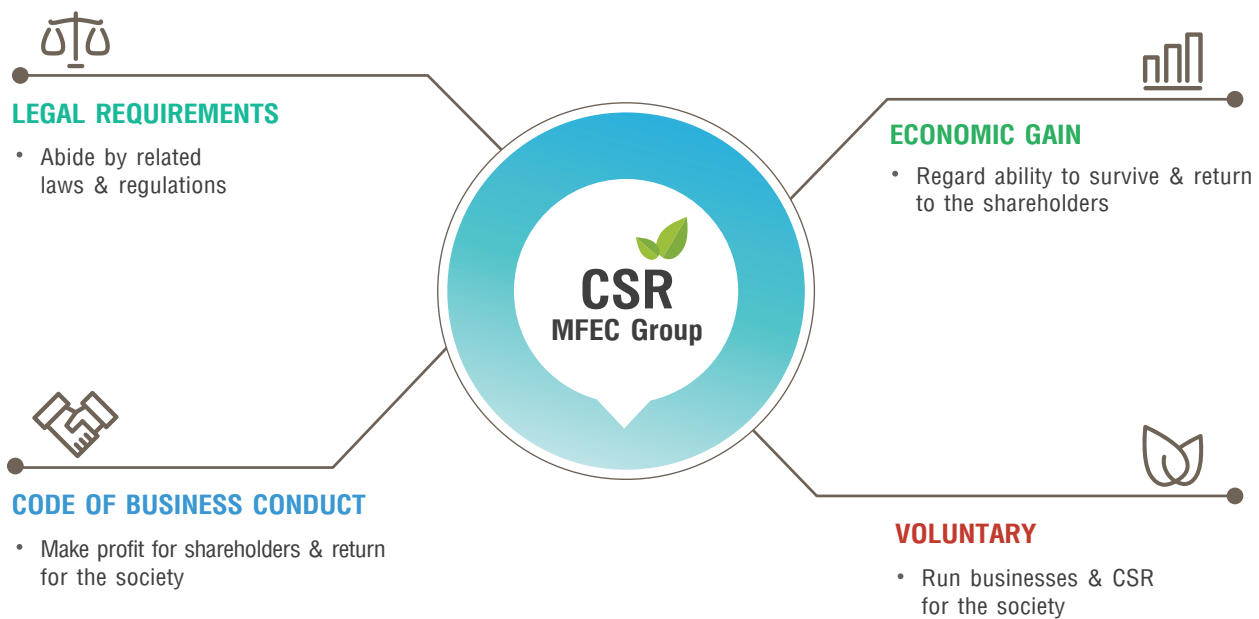 LEGAL REQUIREMENTS
• Abide by related
laws & regulations
ECONOMIC GAIN
• Regard ability to survive & return
to the shareholders
CSR
MFEC Group
CODE OF BUSINESS CONDUCT
• Make profit for shareholders & return
for the society
VOLUNTARY
• Run businesses & CSR
for the society